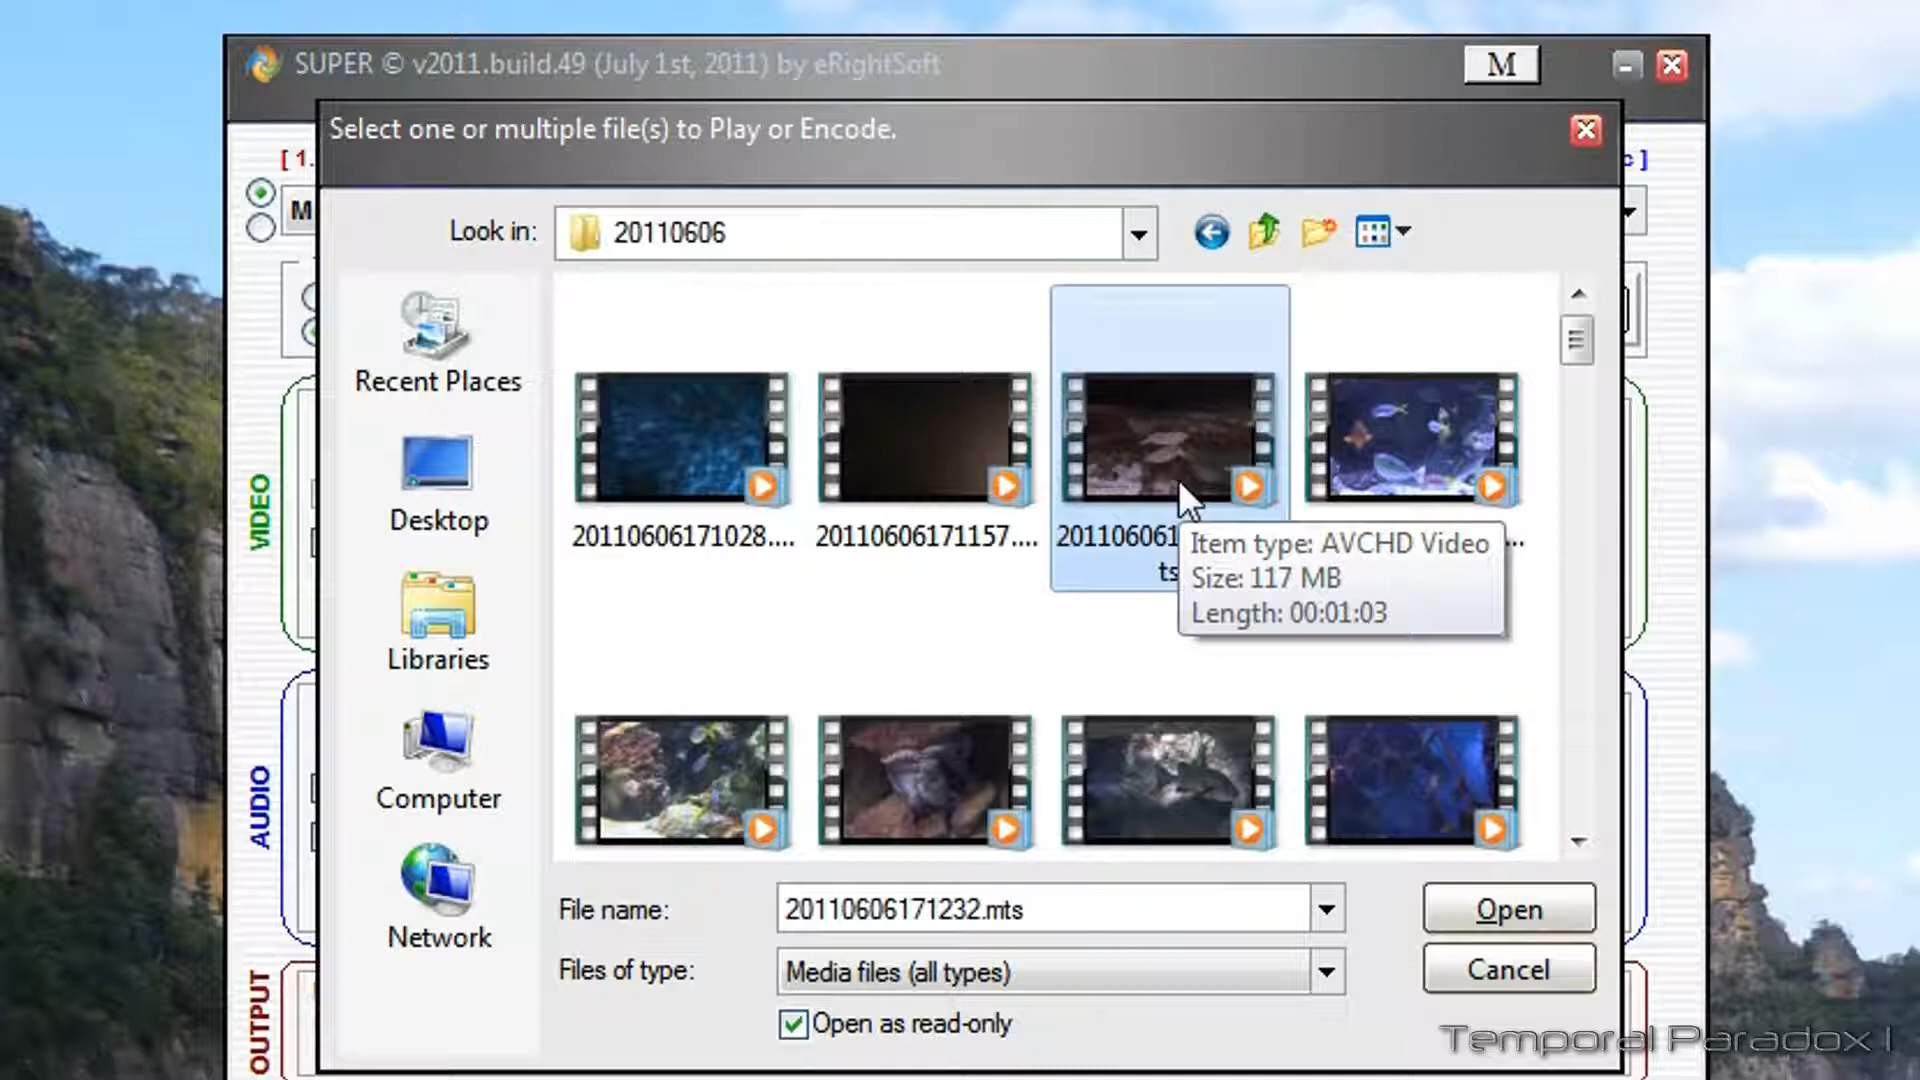 SUPER © v2011.build.49 (July 1st, 2011) by eRightSoft
M
Select one or multiple file(s) to Play or Encode.
[ 1.
c ]
M
Look in:
20110606
Recent Places
Desktop
Libraries
Computer
Network
VIDEO
AUDIO
OUTPUT
20110606171028....
20110606171157....
201106061
ts
...
Item type: AVCHD Video
Size: 117 MB
Length: 00:01:03
File name:
20110606171232.mts
Open
Files of type:
Media files (all types)
Cancel
Open as read-only
Temporal Paradox I